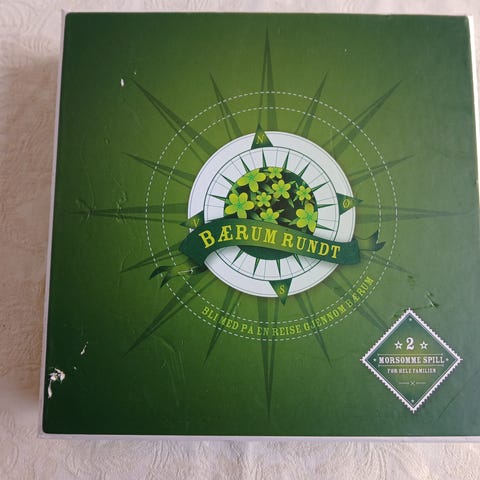 N
Ø
S
V
BÆRUM RUNDT
BLI MED PÅ EN REISE GJENNOM BÆRUM
2
MORSOMME SPILL
FOR HELE FAMILIEN